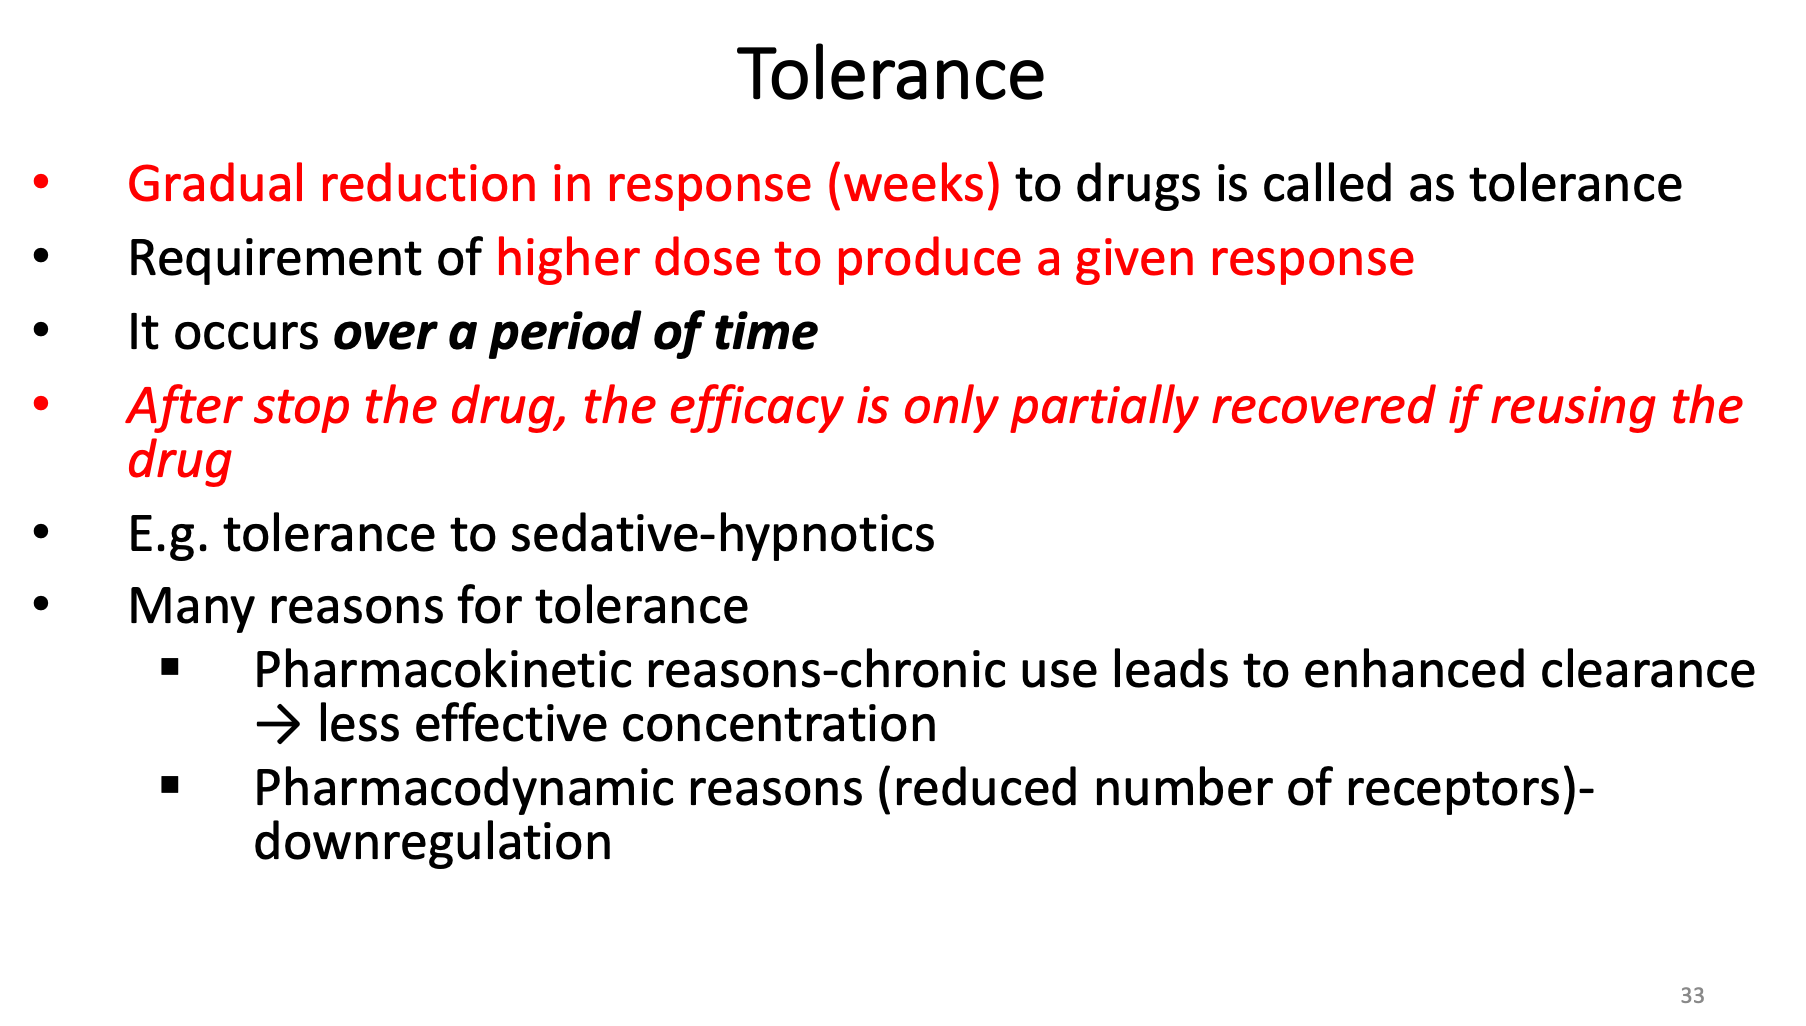 Tolerance
• Gradual reduction in response (weeks) to drugs is called as tolerance
• Requirement of higher dose to produce a given response
• It occurs over a period of time
• After stop the drug, the efficacy is only partially recovered if reusing the
drug
• E.g. tolerance to sedative-hypnotics
• Many reasons for tolerance
▪ Pharmacokinetic reasons-chronic use leads to enhanced clearance
→ less effective concentration
▪ Pharmacodynamic reasons (reduced number of receptors)-
downregulation
33